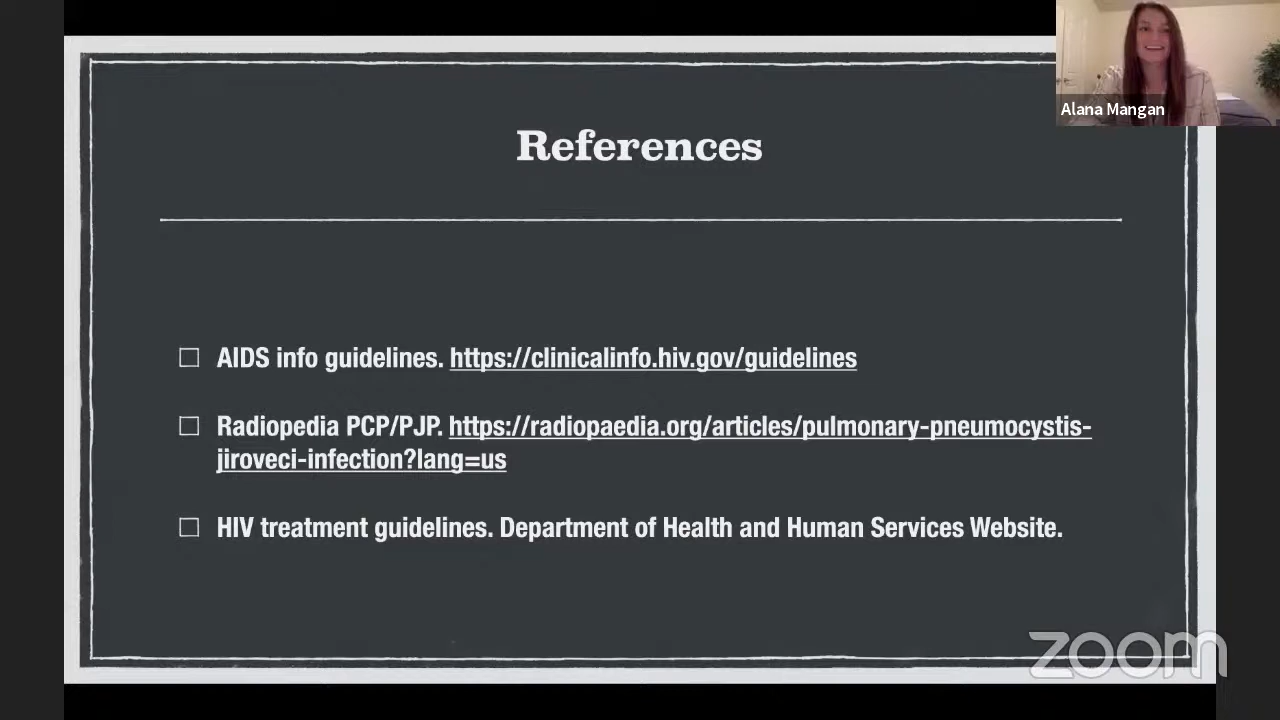 Alana Mangan
References
AIDS info guidelines. https://clinicalinfo.hiv.gov/guidelines
Radiopedia PCP/PJP. https://radiopaedia.org/articles/pulmonary-pneumocystis-
jiroveci-infection?lang=us
HIV treatment guidelines. Department of Health and Human Services Website.
zoom